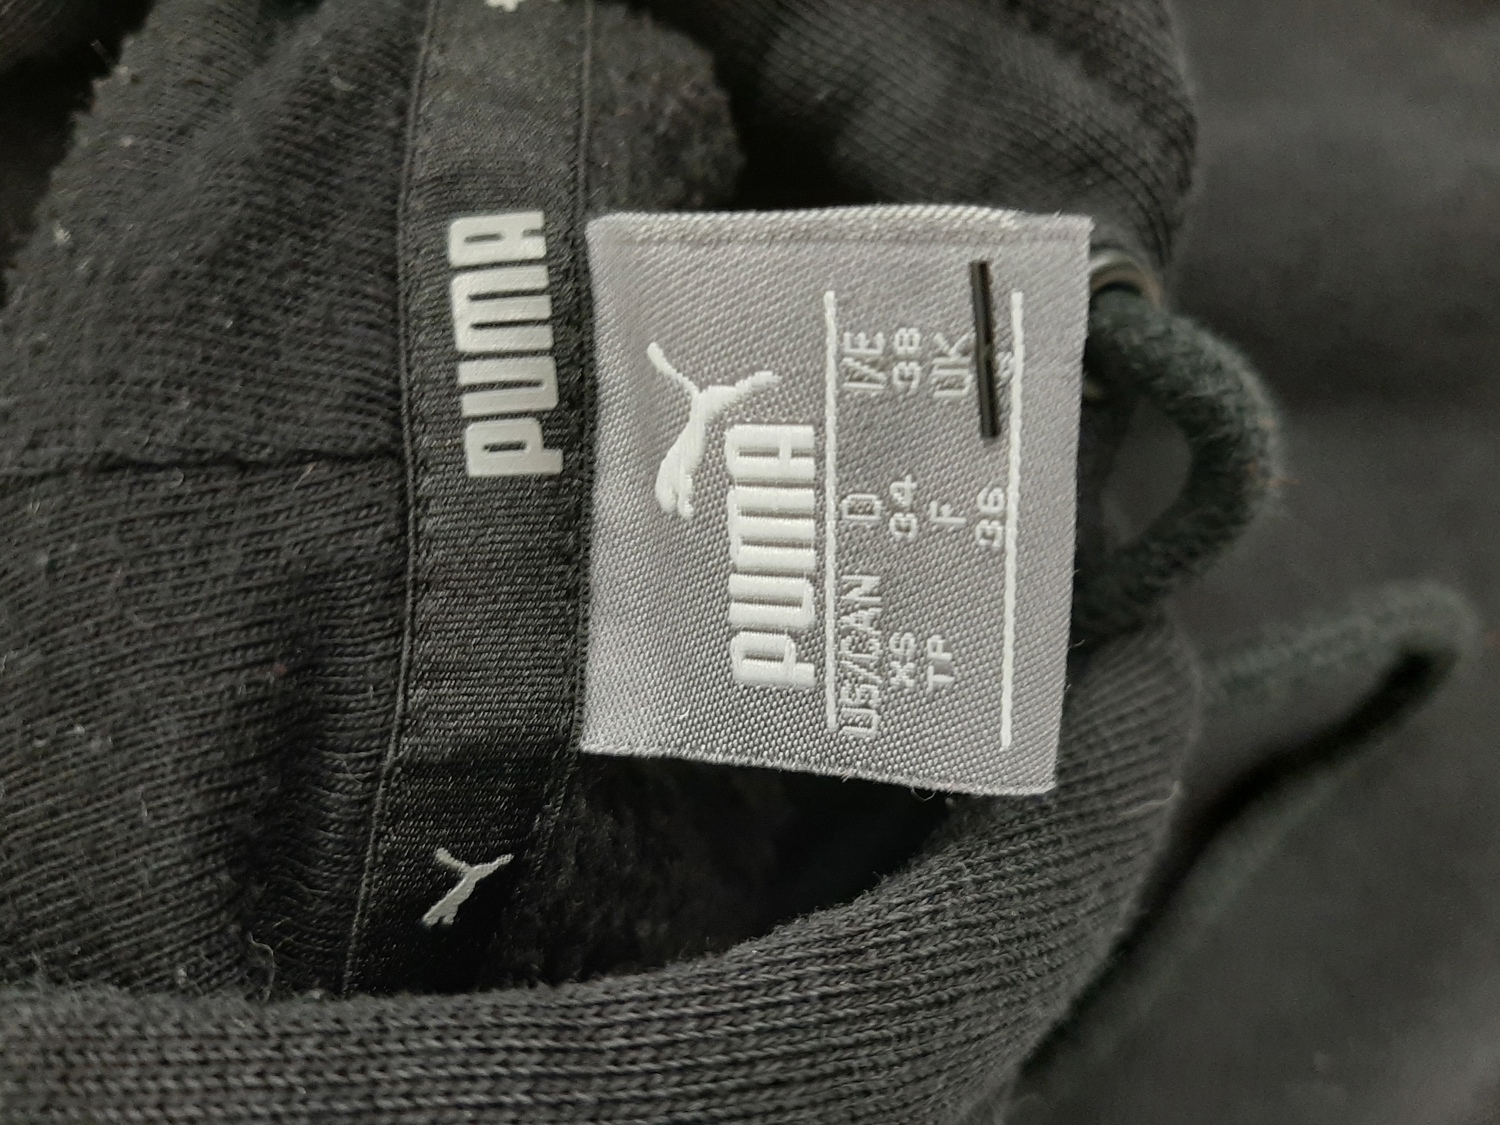 PUMA
PUMA
US/CAN D I/E
XS 34 38
TP F UK
36